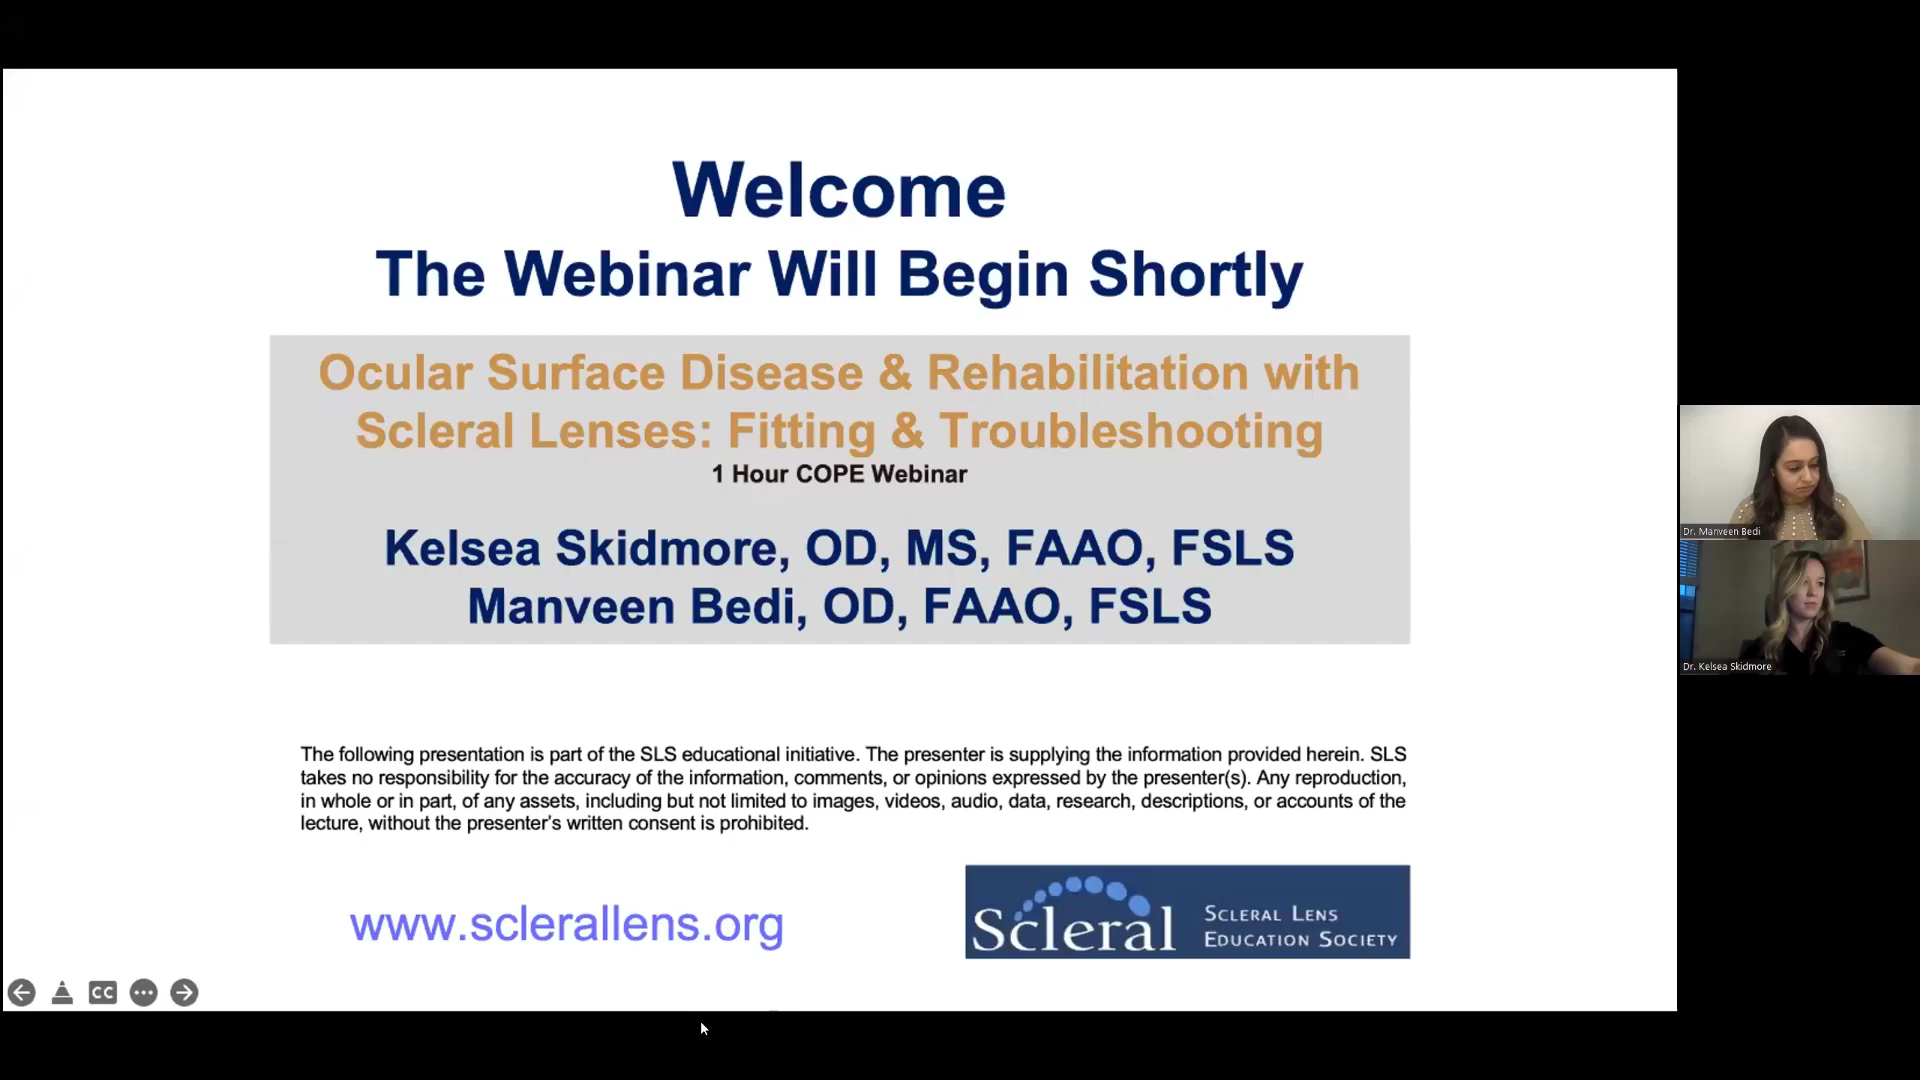 Welcome
The Webinar Will Begin Shortly
Ocular Surface Disease & Rehabilitation with
Scleral Lenses: Fitting & Troubleshooting
1 Hour COPE Webinar
Kelsea Skidmore, OD, MS, FAAO, FSLS
Manveen Bedi, OD, FAAO, FSLS
The following presentation is part of the SLS educational initiative. The presenter is supplying the information provided herein. SLS
takes no responsibility for the accuracy of the information, comments, or opinions expressed by the presenter(s). Any reproduction,
in whole or in part, of any assets, including but not limited to images, videos, audio, data, research, descriptions, or accounts of the
lecture, without the presenter's written consent is prohibited.
www.sclerallens.org
Scleral
SCLERAL LENS
EDUCATION SOCIETY
CC
Dr. Manveen Bedi
Dr. Kelsea Skidmore